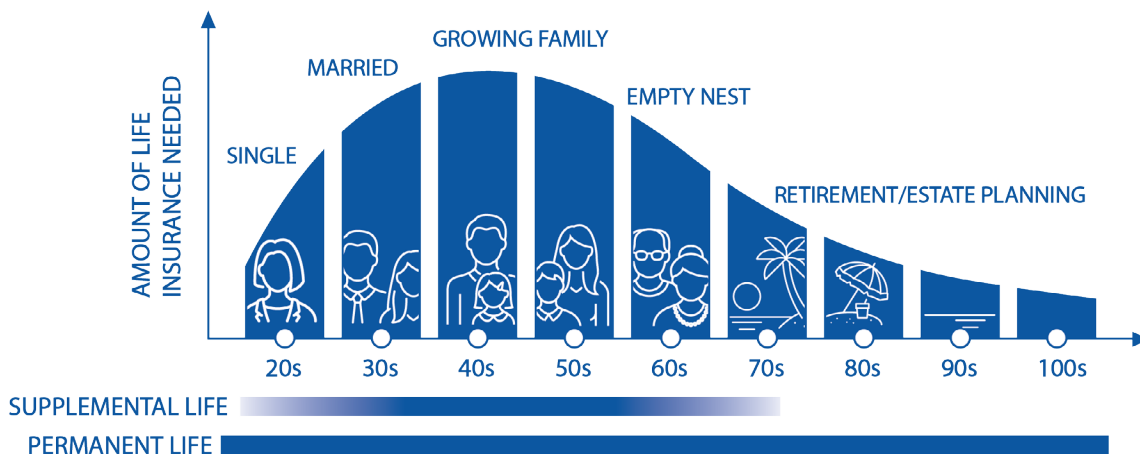 GROWING FAMILY
MARRIED
EMPTY NEST
SINGLE
RETIREMENT/ESTATE PLANNING
AMOUNT OF LIFE
INSURANCE NEEDED
20s 30s 40s 50s 60s 70s 80s 90s 100s
SUPPLEMENTAL LIFE
PERMANENT LIFE